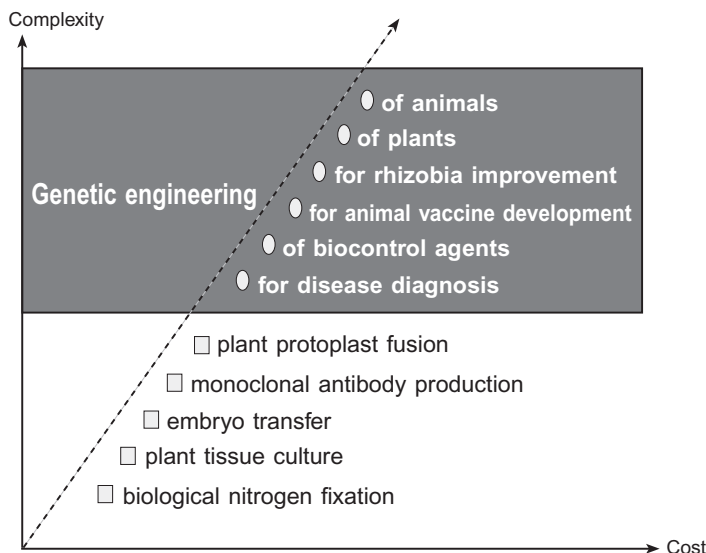 Complexity
of animals
of plants
for rhizobia improvement
Genetic engineering
for animal vaccine development
of biocontrol agents
for disease diagnosis
plant protoplast fusion
monoclonal antibody production
embryo transfer
plant tissue culture
biological nitrogen fixation
Cost